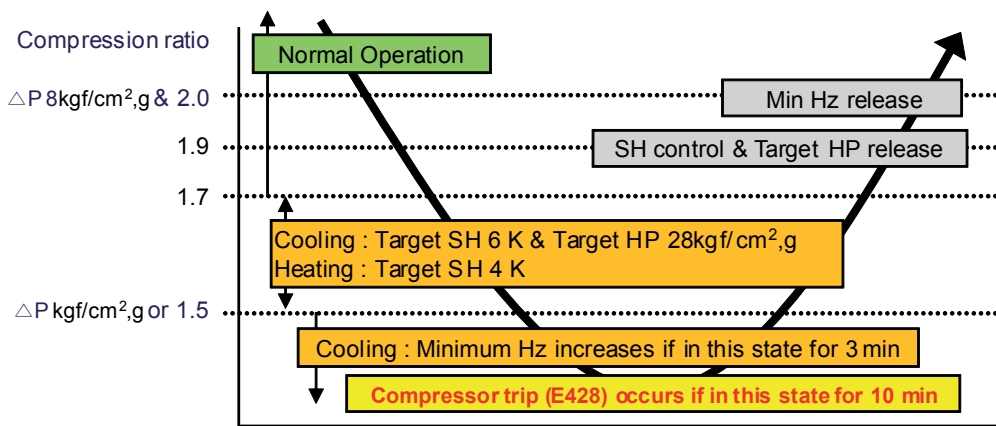 Compression ratio
Normal Operation
△P 8kgf/cm²,g & 2.0
Min Hz release
1.9
SH control & Target HP release
1.7
Cooling : Target SH 6 K & Target HP 28kgf/cm²,g
Heating : Target SH 4 K
△P kgf/cm²,g or 1.5
Cooling : Minimum Hz increases if in this state for 3 min
Compressor trip (E428) occurs if in this state for 10 min